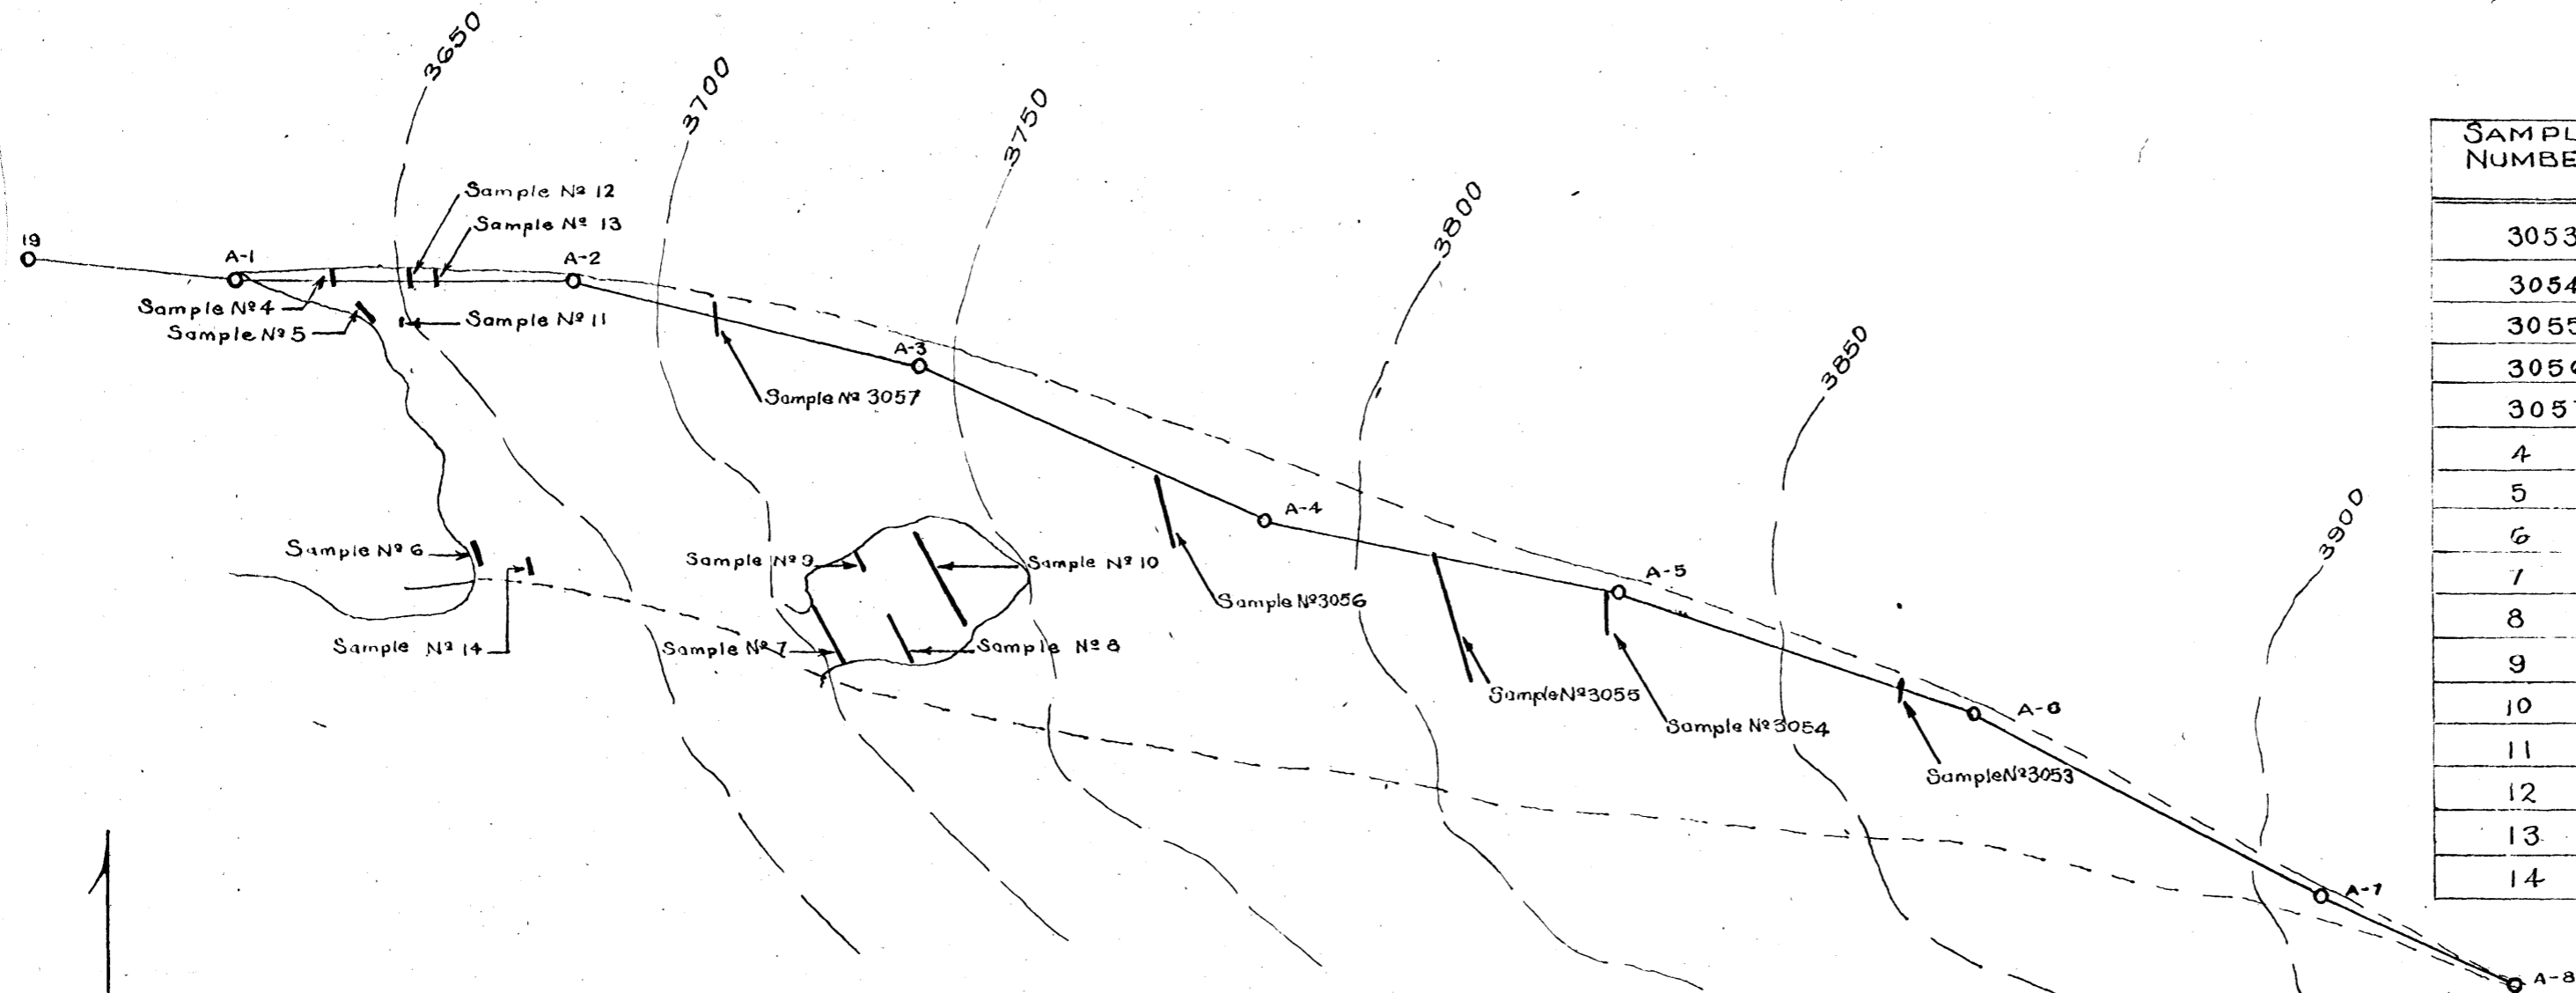 3650
3700
3750
3800
3850
3900
19
A-1
A-2
A-3
A-4
A-5
A-6
A-7
A-8
Sample № 12
Sample № 13
Sample № 4
Sample № 5
Sample № 11
Sample № 3057
Sample № 6
Sample № 14
Sample № 9
Sample № 10
Sample № 7
Sample № 8
Sample № 3056
Sample № 3055
Sample № 3054
Sample № 3053
SAMPL
NUMBE
3053
3054
3055
305
305
4
5
6
7
8
9
10
11
12
13
14